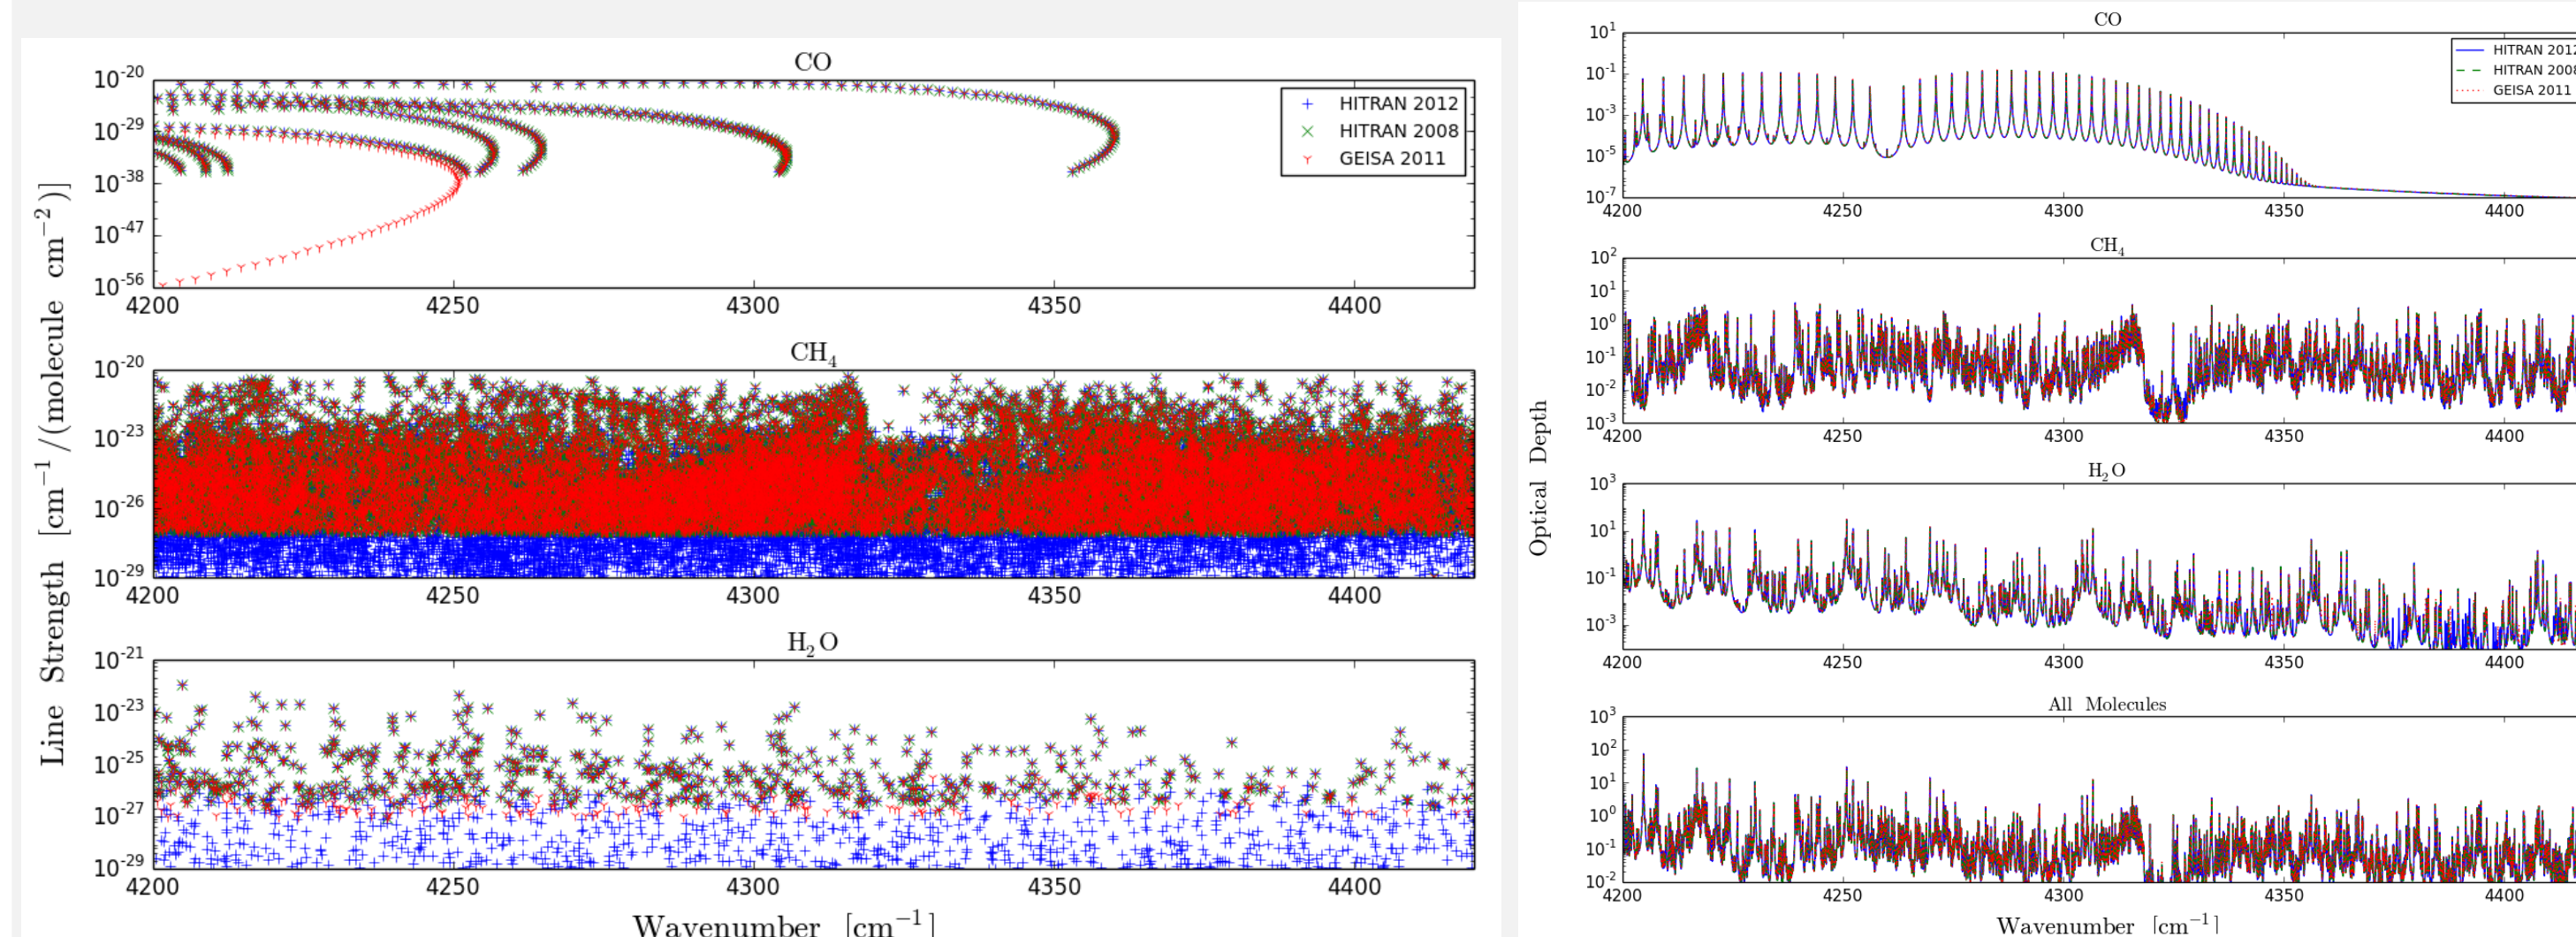 CO
10^-20
10^-29
10^-38
10^-47
10^-56
HITRAN 2012
HITRAN 2008
GEISA 2011
4200 4250 4300 4350 4400
CH4
10^-20
10^-23
10^-26
10^-29
4200 4250 4300 4350 4400
H2O
10^-21
10^-23
10^-25
10^-27
10^-29
4200 4250 4300 4350 4400
Line Strength [cm^-1/(molecule cm^-2)]
Wavenumber [cm^-1]
CO
10^1
10^-1
10^-3
10^-5
10^-7
HITRAN 2012
HITRAN 2008
GEISA 2011
4200 4250 4300 4350 4400
CH4
10^2
10^1
10^0
10^-1
10^-2
10^-3
4200 4250 4300 4350 4400
H2O
10^3
10^1
10^-1
10^-3
4200 4250 4300 4350 4400
All Molecules
10^3
10^2
10^1
10^0
10^-1
10^-2
4200 4250 4300 4350 4400
Optical Depth
Wavenumber [cm^-1]